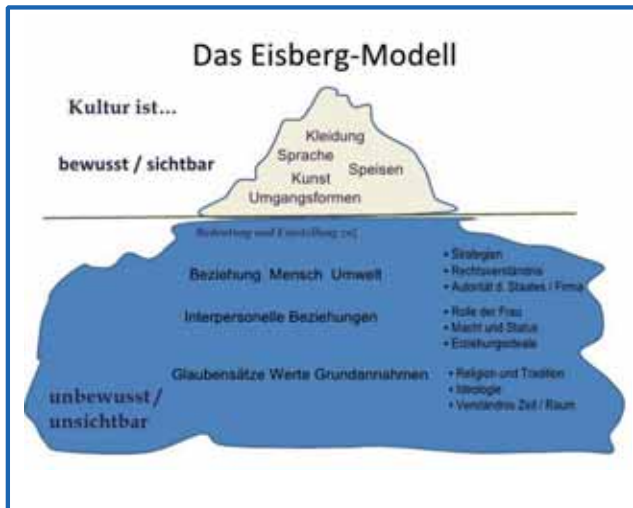 Das Eisberg-Modell
Kultur ist...
bewusst / sichtbar
Kleidung
Sprache
Speisen
Kunst
Umgangsformen
Bedeutung und Einstellung zu
Beziehung Mensch Umwelt
• Strategien
• Rechtsverständnis
• Autorität d. Staates / Firma
Interpersonelle Beziehungen
• Rolle der Frau
• Macht und Status
• Erziehungsideale
Glaubensätze Werte Grundannahmen
• Religion und Tradition
• Ideologie
• Verständnis Zeit / Raum
unbewusst /
unsichtbar